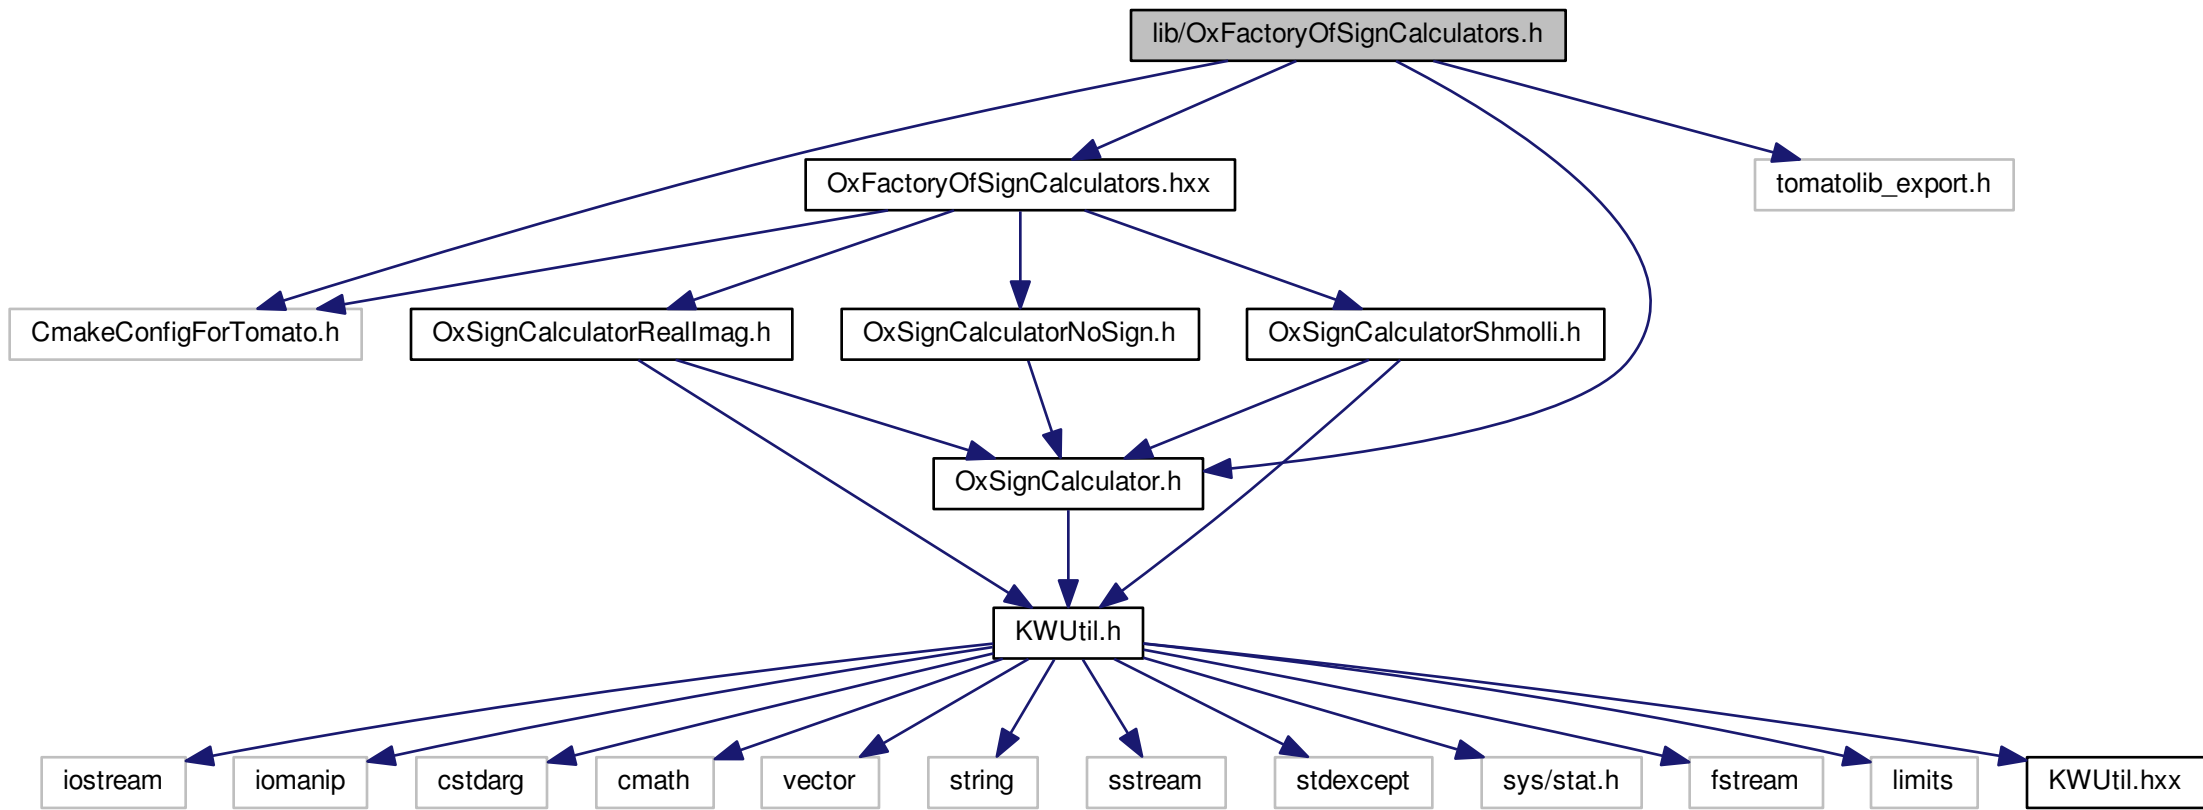 lib/OxFactoryOfSignCalculators.h
OxFactoryOfSignCalculators.hxx
tomatolib_export.h
CmakeConfigForTomato.h
OxSignCalculatorRealImag.h
OxSignCalculatorNoSign.h
OxSignCalculatorShmolli.h
OxSignCalculator.h
KWUtil.h
iostream
iomanip
cstdarg
cmath
vector
string
sstream
stdexcept
sys/stat.h
fstream
limits
KWUtil.hxx